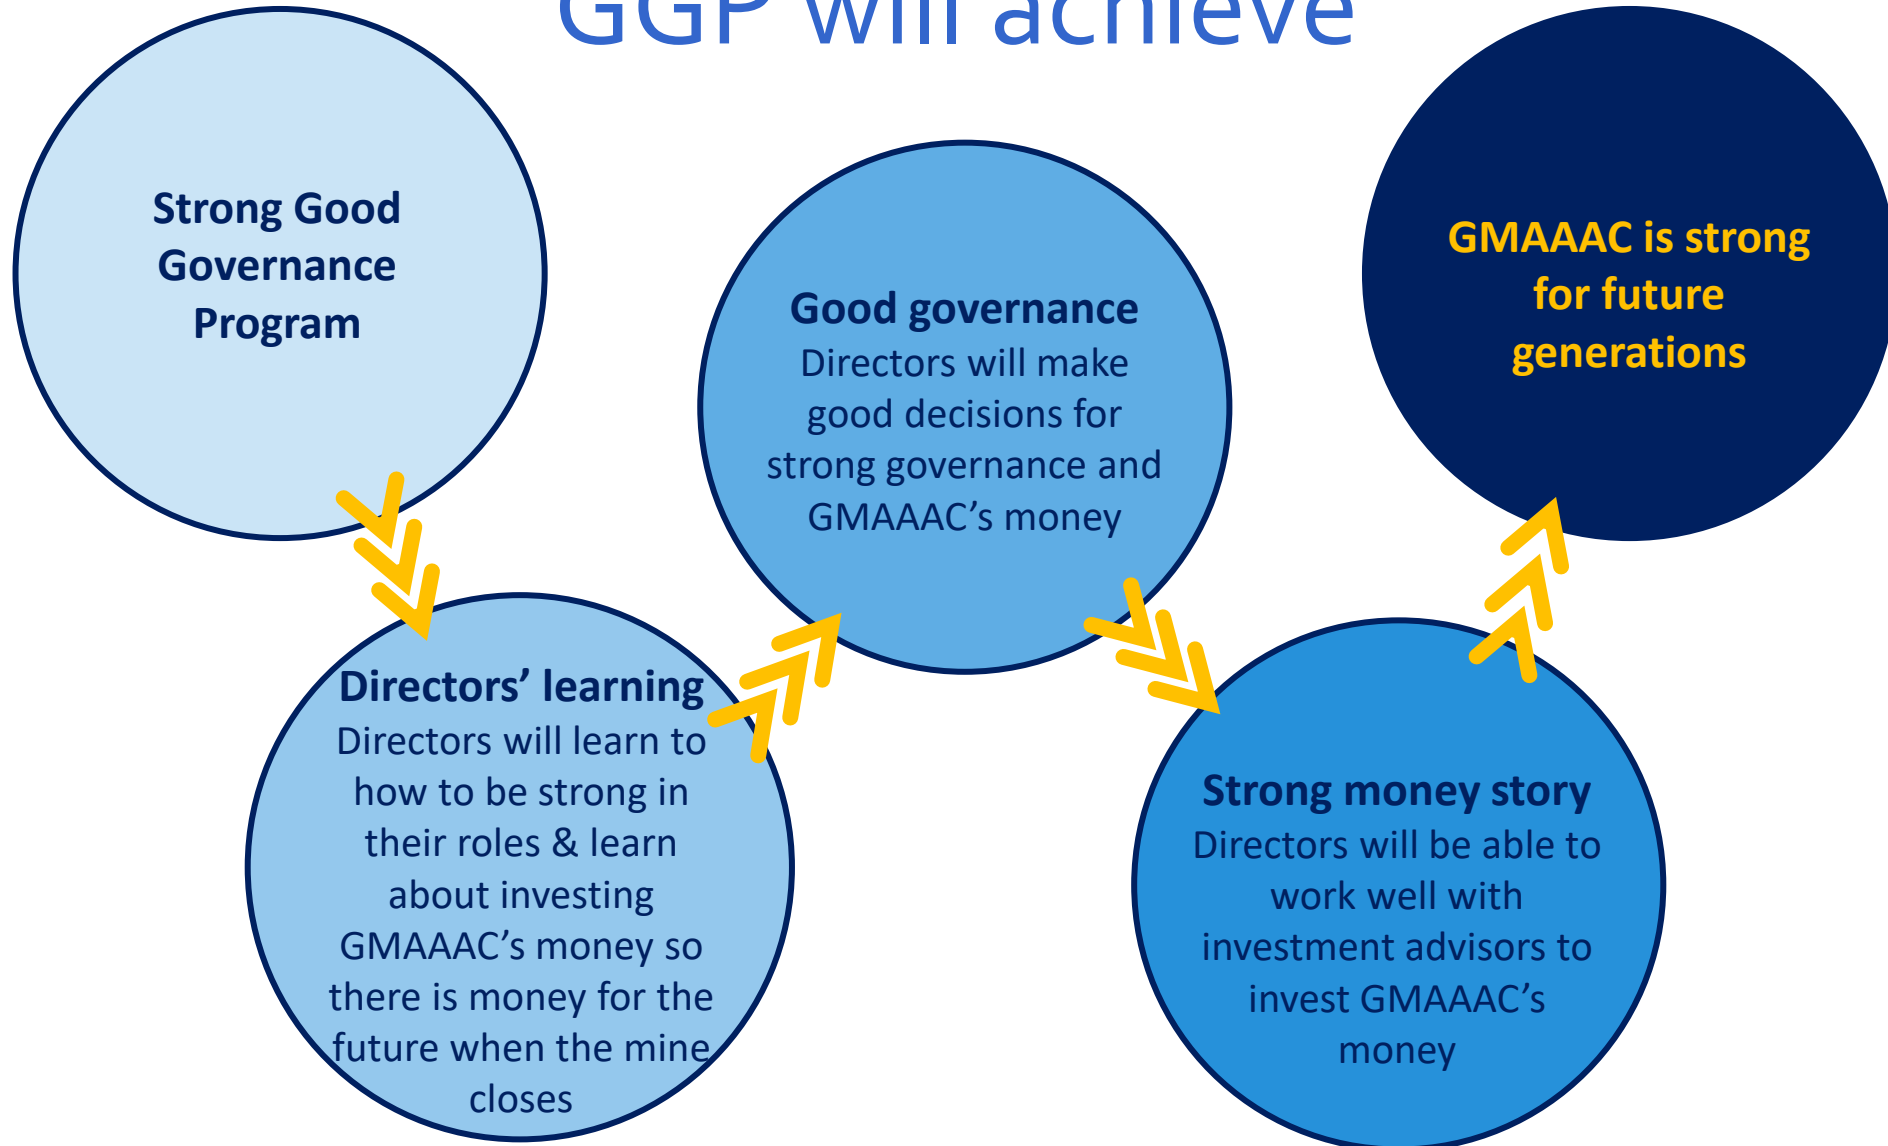 GGP will achieve
Strong Good
Governance
Program
Directors’ learning
Directors will learn to
how to be strong in
their roles & learn
about investing
GMAAAC’s money so
there is money for the
future when the mine
closes
Good governance
Directors will make
good decisions for
strong governance and
GMAAAC’s money
Strong money story
Directors will be able to
work well with
investment advisors to
invest GMAAAC’s
money
GMAAAC is strong
for future
generations